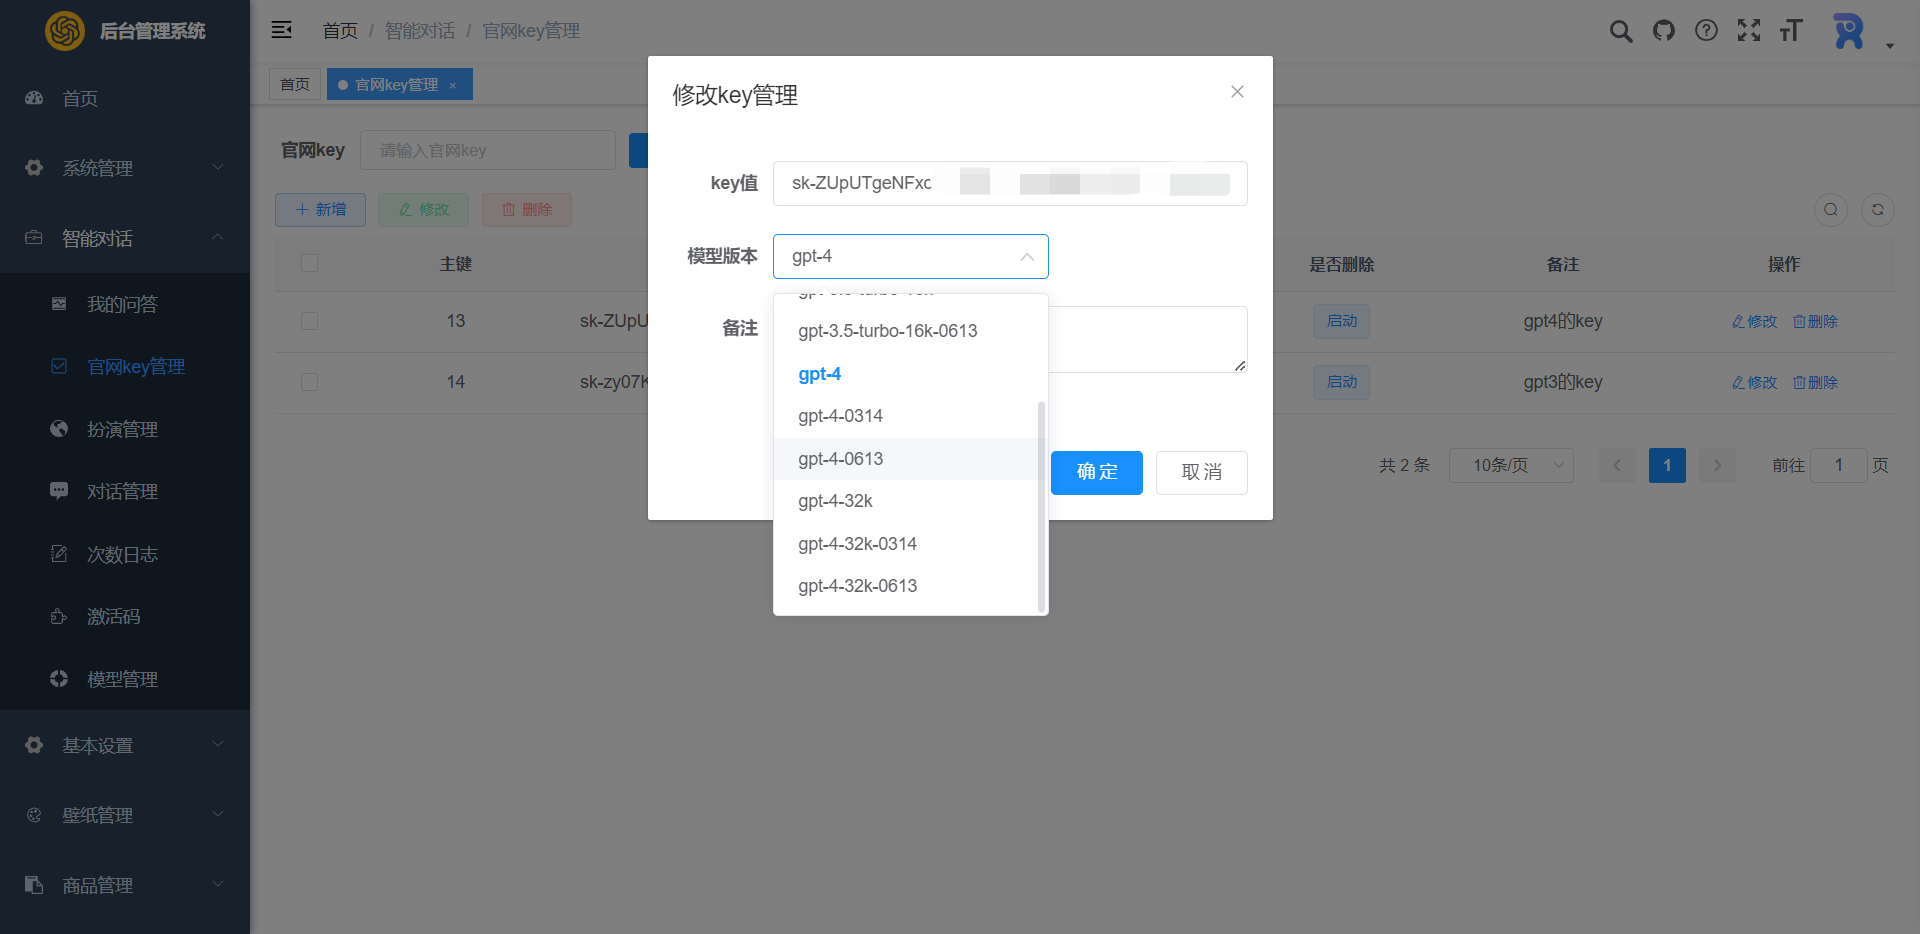 后台管理系统
首页 / 智能对话 / 官网key管理
首页
官网key管理 ×
首页
系统管理
智能对话
我的问答
官网key管理
扮演管理
对话管理
次数日志
激活码
模型管理
基本设置
壁纸管理
商品管理
官网key
请输入官网key
+ 新增
修改
删除
主键
是否删除
备注
操作
13
sk-ZUpU
启动
gpt4的key
修改
删除
14
sk-zy07K
启动
gpt3的key
修改
删除
共 2 条
10条/页
1
前往
1
页
修改key管理
key值
sk-ZUpUTgeNFxc
模型版本
gpt-4
备注
gpt-3.5-turbo-16k-0613
gpt-4
gpt-4-0314
gpt-4-0613
gpt-4-32k
gpt-4-32k-0314
gpt-4-32k-0613
确 定
取 消